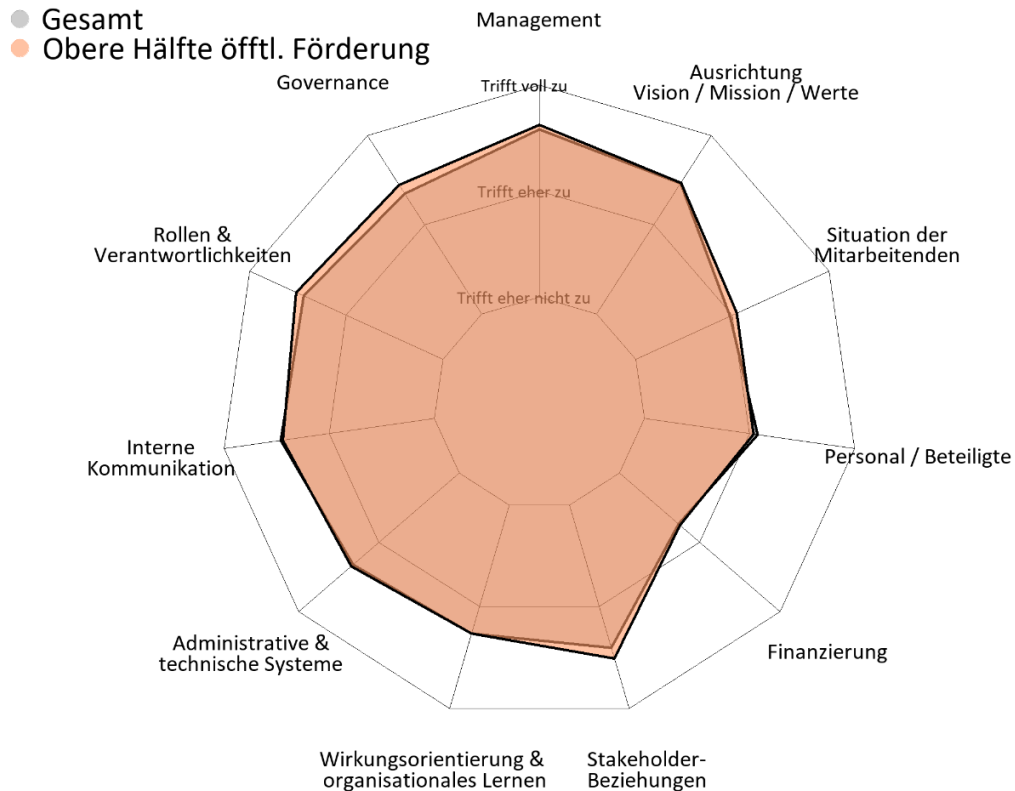 Gesamt
Obere Hälfte öfftl. Förderung
Management
Governance
Ausrichtung
Vision / Mission / Werte
Trifft voll zu
Trifft eher zu
Trifft eher nicht zu
Rollen &
Verantwortlichkeiten
Situation der
Mitarbeitenden
Interne
Kommunikation
Personal / Beteiligte
Administrative &
technische Systeme
Finanzierung
Wirkungsorientierung &
organisationales Lernen
Stakeholder-
Beziehungen